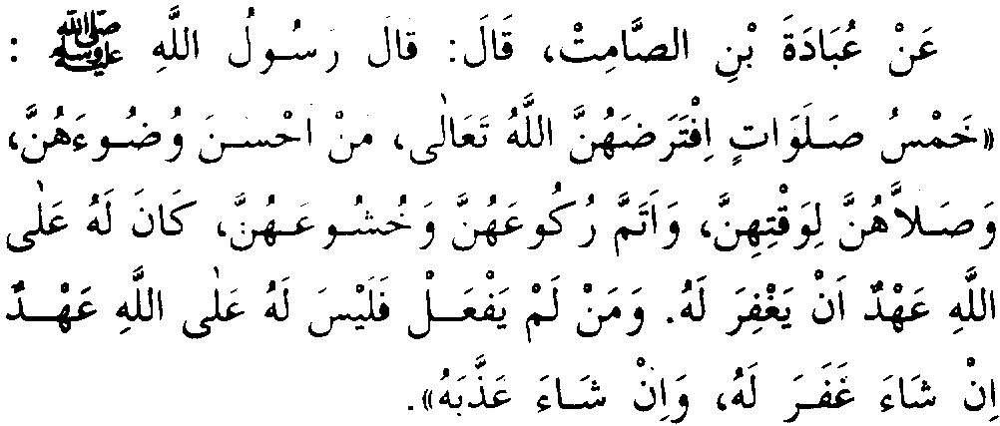 عَنْ عُبَادَةَ بْنِ الصَّامِتْ، قَالَ: قَالَ رَسُولُ اللَّهِ ﷺ :
«خَمْسُ صَلَوَاتٍ اِفْتَرَضَهُنَّ اللَّهُ تَعَالٰى، مَنْ اَحْسَنَ وُضُوءَهُنَّ،
وَصَلاَّهُنَّ لِوَقْتِهِنَّ، وَاَتَمَّ رُكُوعَهُنَّ وَخُشُوعَهُنَّ، كَانَ لَهُ عَلٰى
اللَّهِ عَهْدٌ اَنْ يَغْفِرَ لَهُ. وَمَنْ لَمْ يَفْعَلْ فَلَيْسَ لَهُ عَلٰى اللَّهِ عَهْدٌ
اِنْ شَاءَ غَفَرَ لَهُ، وَاِنْ شَاءَ عَذَّبَهُ».